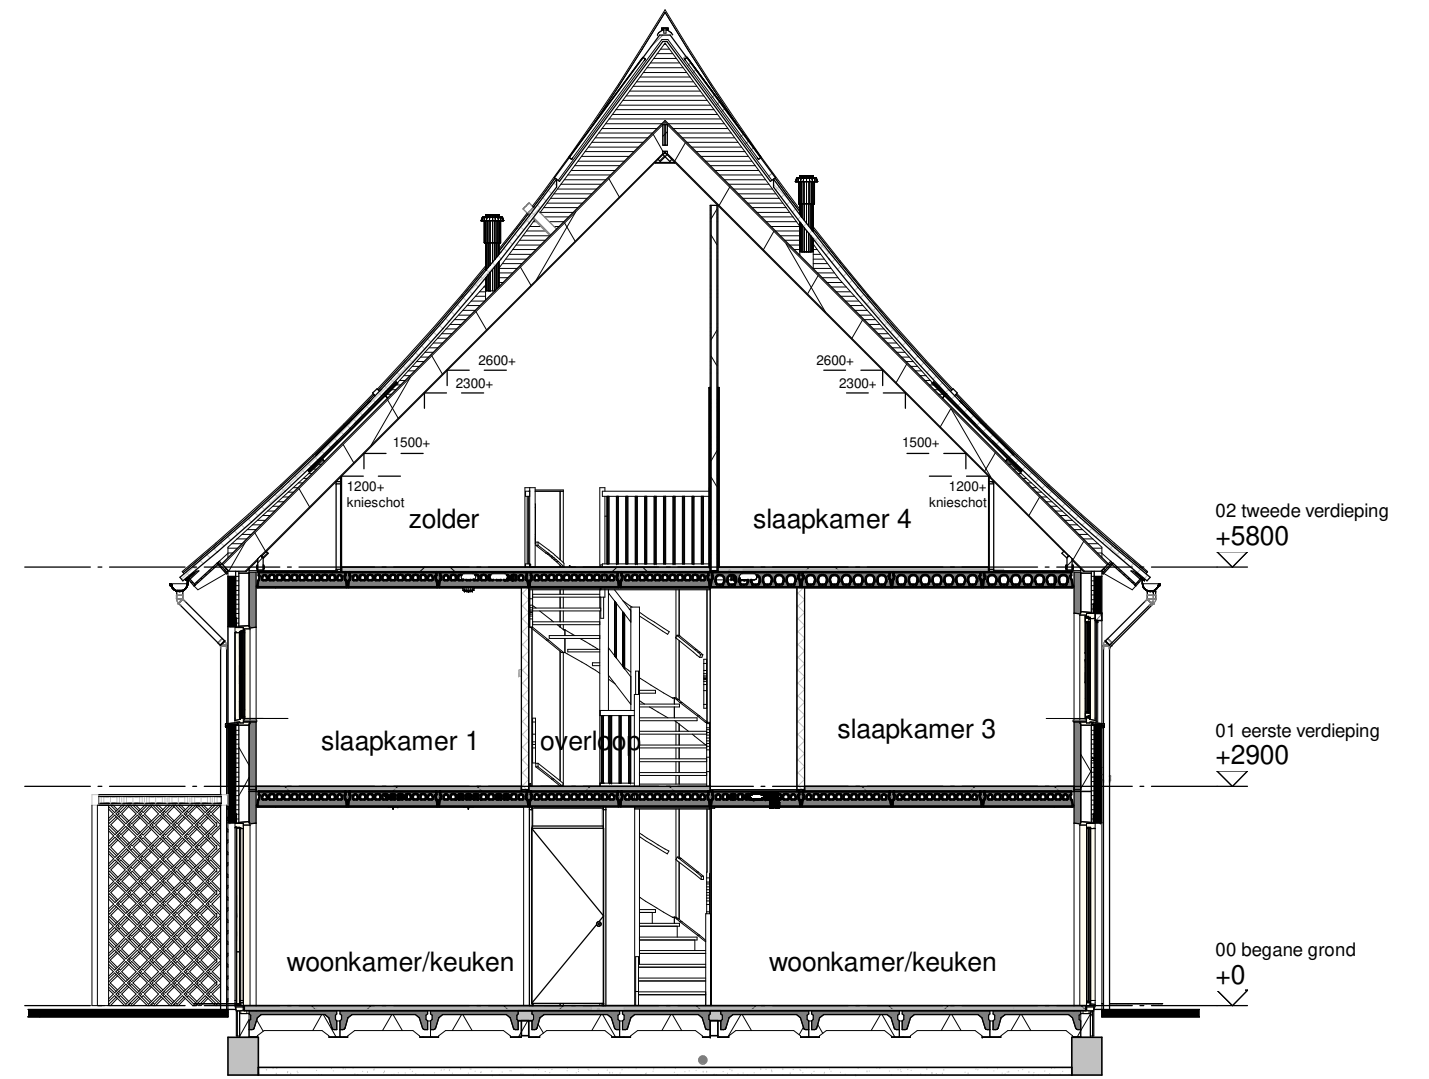 2600+
2600+
2300+
2300+
1500+
1500+
1200+
knieschot
1200+
knieschot
zolder
slaapkamer 4
02 tweede verdieping
+5800
slaapkamer 1
overloop
slaapkamer 3
01 eerste verdieping
+2900
woonkamer/keuken
woonkamer/keuken
00 begane grond
+0